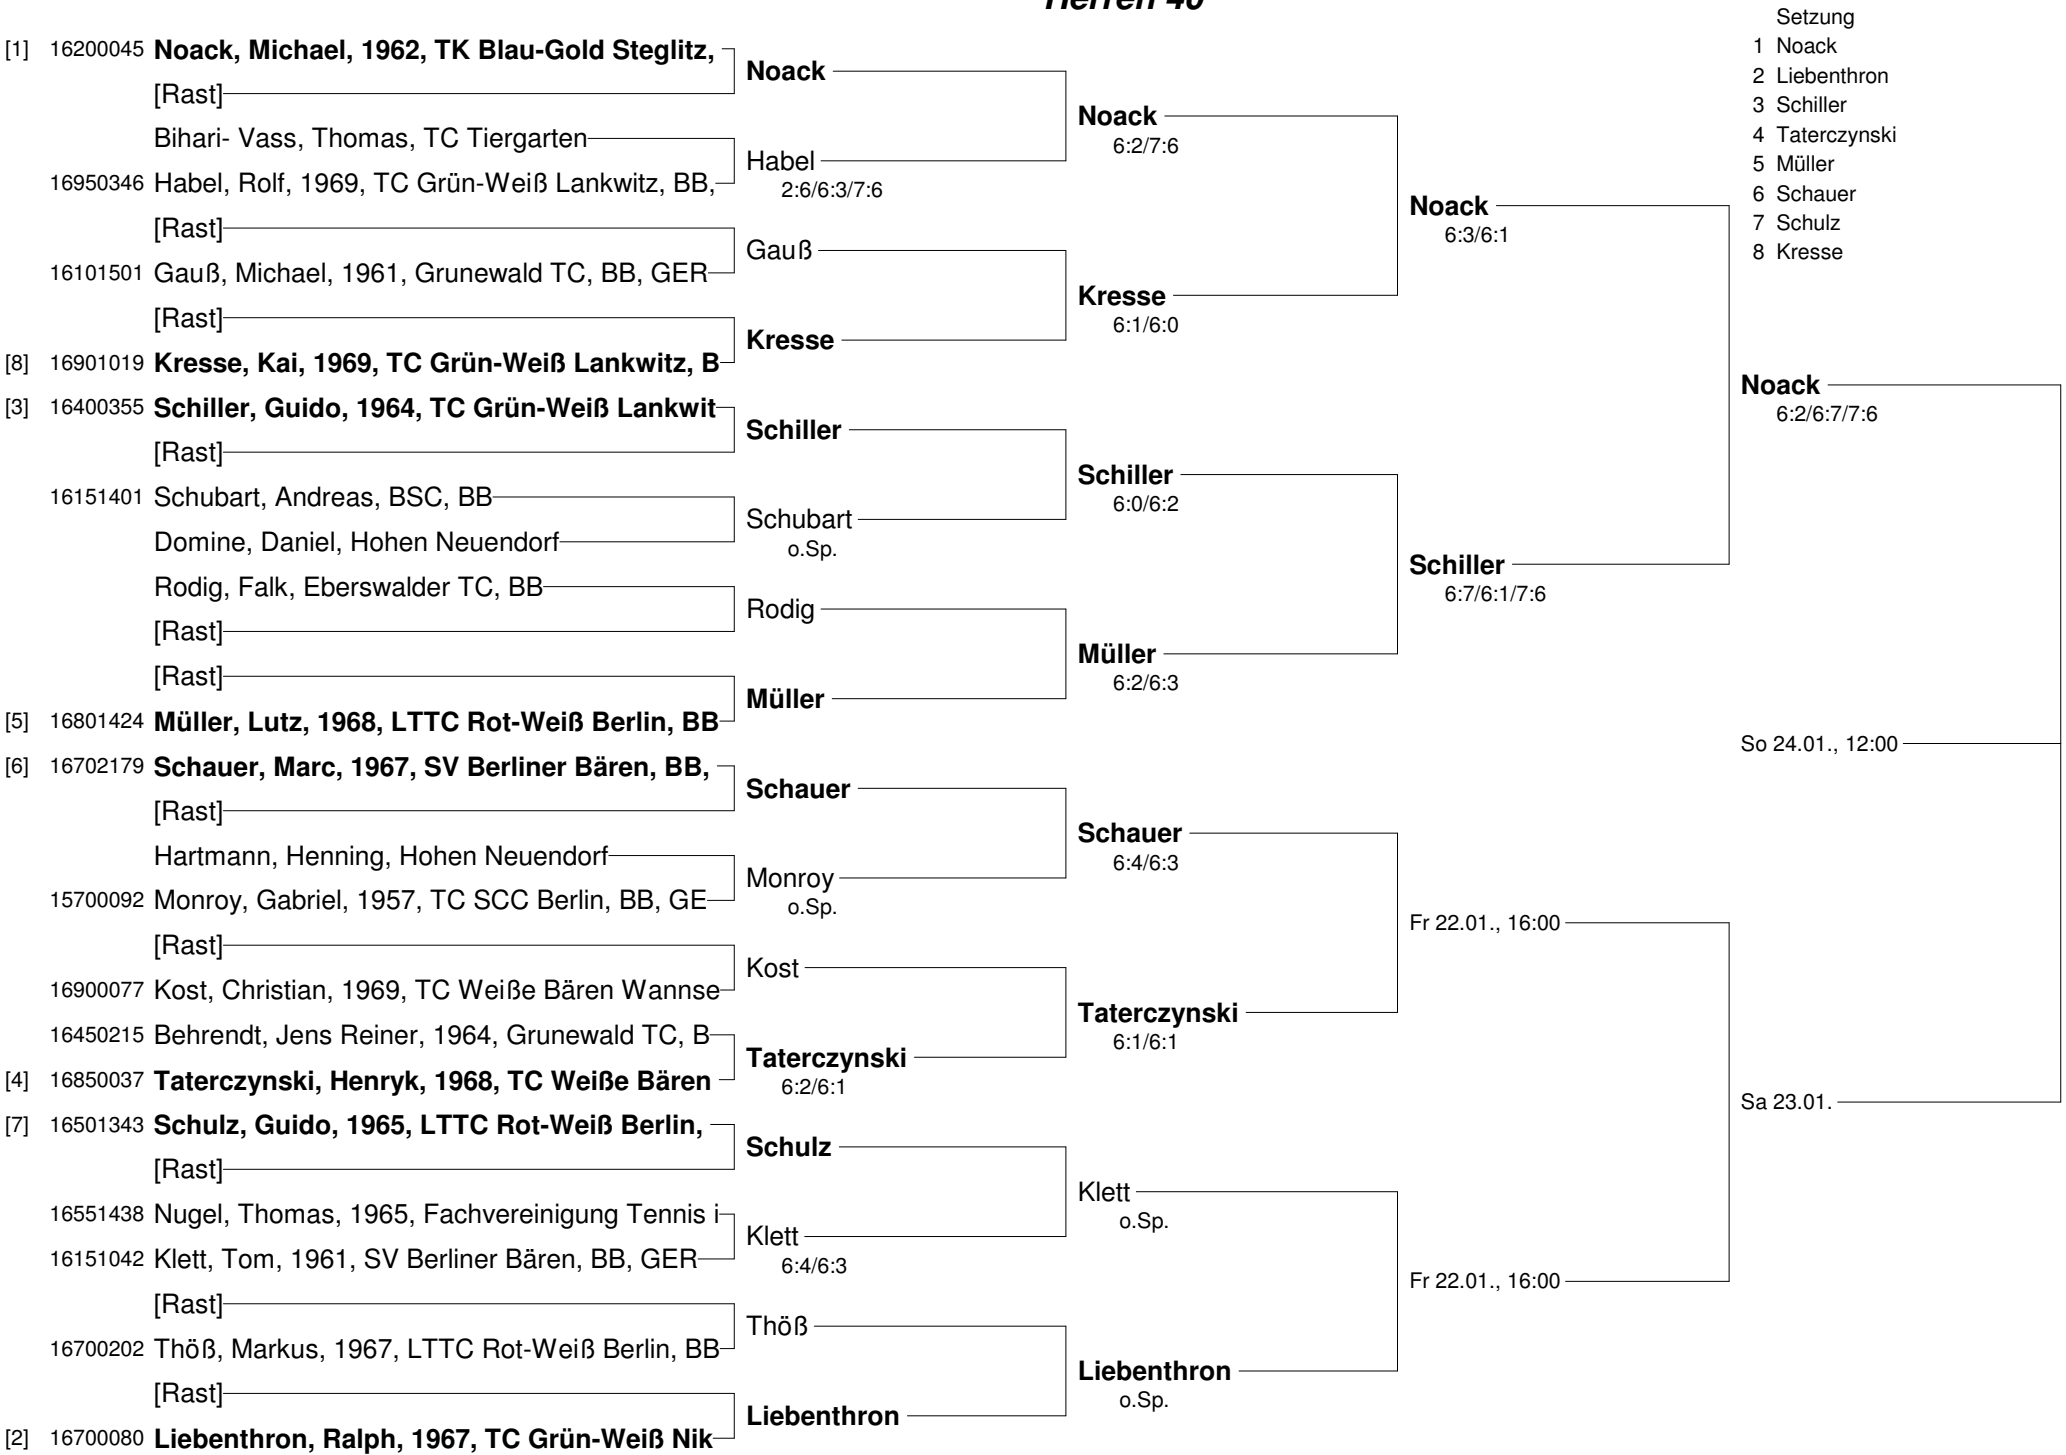 Herren 40
Setzung
1 Noack
2 Liebenthron
3 Schiller
4 Taterczynski
5 Müller
6 Schauer
7 Schulz
8 Kresse
[1] 16200045 Noack, Michael, 1962, TK Blau-Gold Steglitz,
[Rast]
Bihari- Vass, Thomas, TC Tiergarten
16950346 Habel, Rolf, 1969, TC Grün-Weiß Lankwitz, BB,
[Rast]
16101501 Gauß, Michael, 1961, Grunewald TC, BB, GER
[Rast]
[8] 16901019 Kresse, Kai, 1969, TC Grün-Weiß Lankwitz, B
[3] 16400355 Schiller, Guido, 1964, TC Grün-Weiß Lankwit
[Rast]
16151401 Schubart, Andreas, BSC, BB
Domine, Daniel, Hohen Neuendorf
Rodig, Falk, Eberswalder TC, BB
[Rast]
[Rast]
[5] 16801424 Müller, Lutz, 1968, LTTC Rot-Weiß Berlin, BB
[6] 16702179 Schauer, Marc, 1967, SV Berliner Bären, BB,
[Rast]
Hartmann, Henning, Hohen Neuendorf
15700092 Monroy, Gabriel, 1957, TC SCC Berlin, BB, GE
[Rast]
16900077 Kost, Christian, 1969, TC Weiße Bären Wannse
16450215 Behrendt, Jens Reiner, 1964, Grunewald TC, B
[4] 16850037 Taterczynski, Henryk, 1968, TC Weiße Bären
[7] 16501343 Schulz, Guido, 1965, LTTC Rot-Weiß Berlin,
[Rast]
16551438 Nugel, Thomas, 1965, Fachvereinigung Tennis i
16151042 Klett, Tom, 1961, SV Berliner Bären, BB, GER
[Rast]
16700202 Thöß, Markus, 1967, LTTC Rot-Weiß Berlin, BB
[Rast]
[2] 16700080 Liebenthron, Ralph, 1967, TC Grün-Weiß Nik
Noack
Habel
2:6/6:3/7:6
Gauß
Kresse
Schiller
Schubart
o.Sp.
Rodig
Müller
Schauer
Monroy
o.Sp.
Kost
Taterczynski
6:2/6:1
Schulz
Klett
6:4/6:3
Thöß
Liebenthron
Noack
6:2/7:6
Kresse
6:1/6:0
Schiller
6:0/6:2
Müller
6:2/6:3
Schauer
6:4/6:3
Taterczynski
6:1/6:1
Klett
o.Sp.
Liebenthron
o.Sp.
Noack
6:3/6:1
Schiller
6:7/6:1/7:6
Fr 22.01., 16:00
Fr 22.01., 16:00
Noack
6:2/6:7/7:6
Sa 23.01.
So 24.01., 12:00